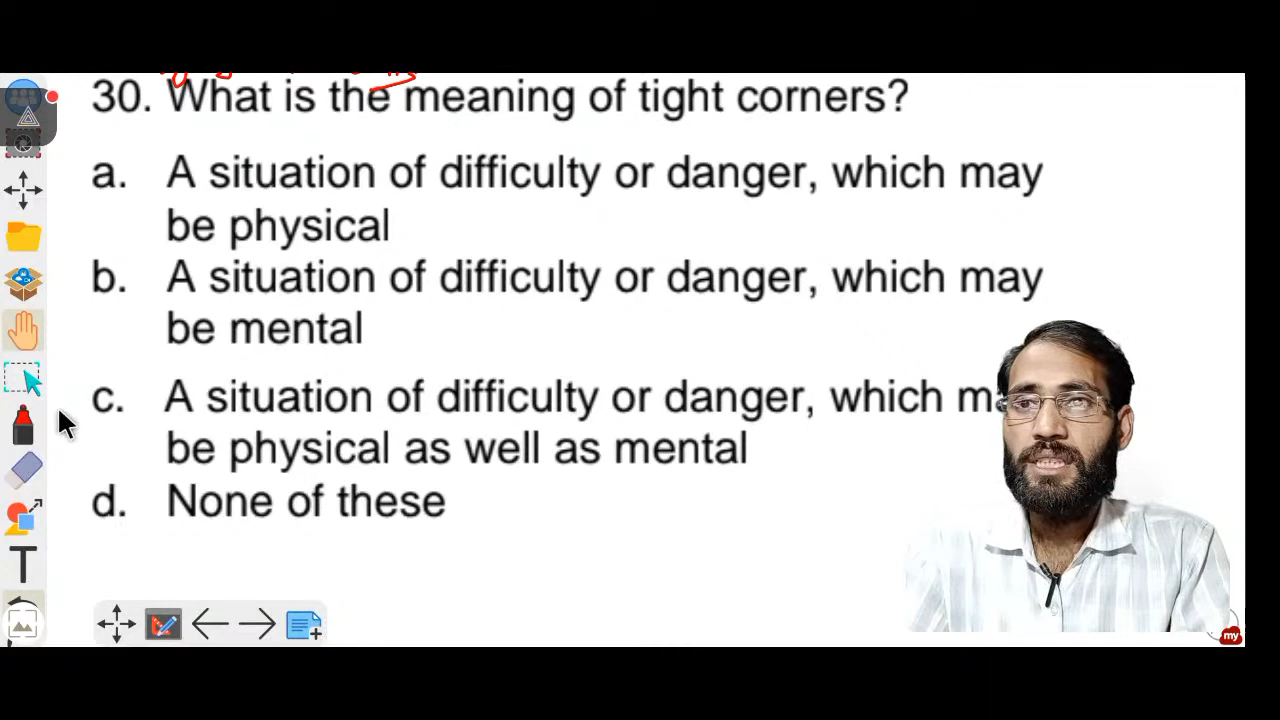 30. What is the meaning of tight corners?
a. A situation of difficulty or danger, which may
be physical
b. A situation of difficulty or danger, which may
be mental
c. A situation of difficulty or danger, which
be physical as well as mental
d. None of these
T
my